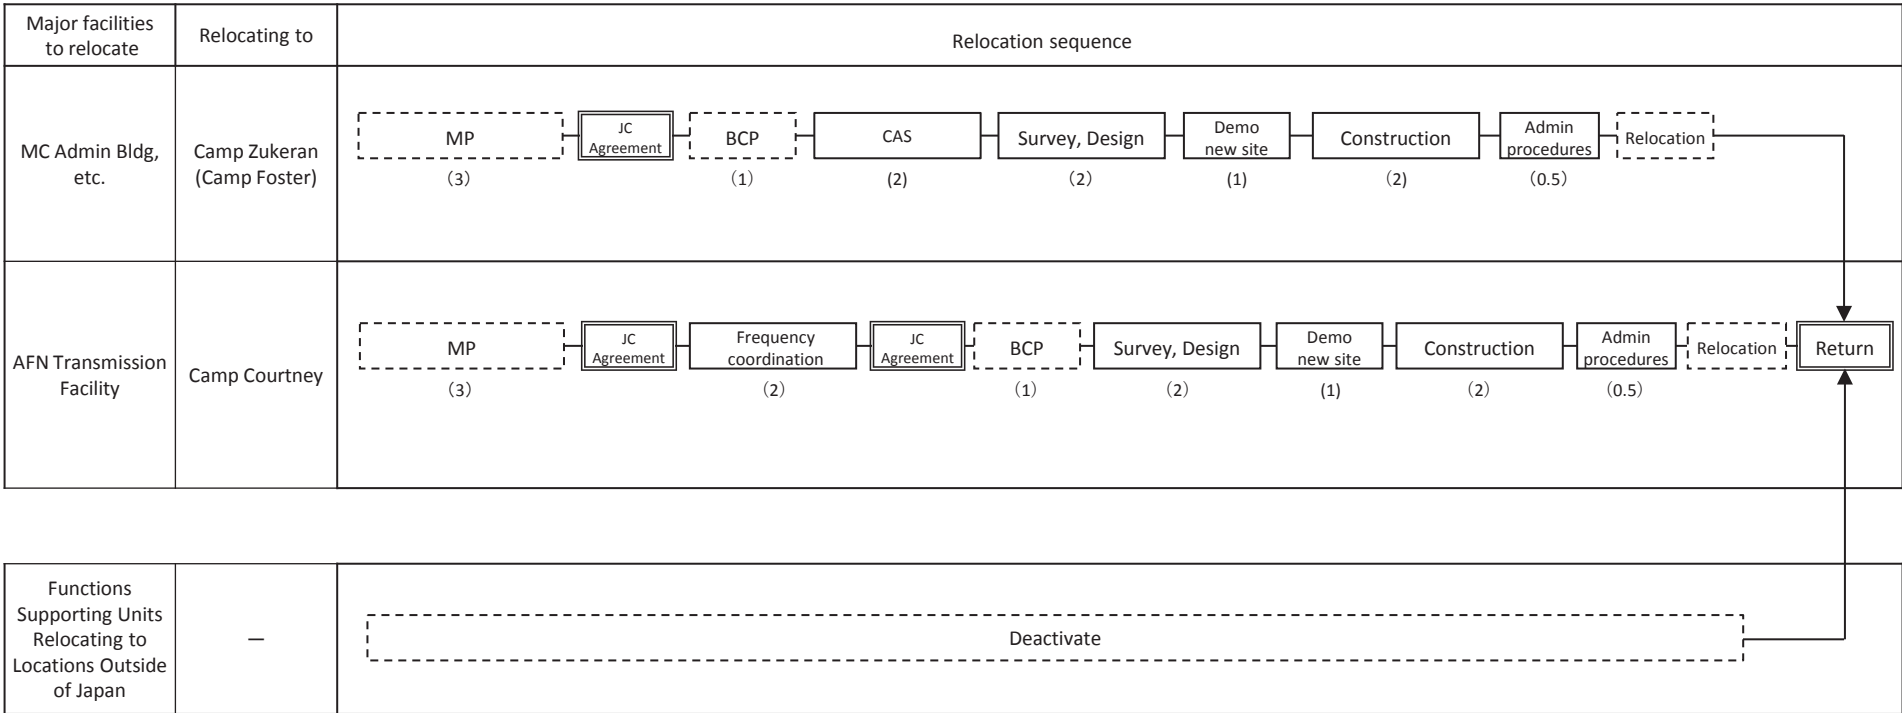 Major facilities
to relocate
Relocating to
Relocation sequence
MC Admin Bldg,
etc.
Camp Zukeran
(Camp Foster)
MP
(3)
JC
Agreement
BCP
(1)
CAS
(2)
Survey, Design
(2)
Demo
new site
(1)
Construction
(2)
Admin
procedures
(0.5)
Relocation
AFN Transmission
Facility
Camp Courtney
MP
(3)
JC
Agreement
Frequency
coordination
(2)
JC
Agreement
BCP
(1)
Survey, Design
(2)
Demo
new site
(1)
Construction
(2)
Admin
procedures
(0.5)
Relocation
Return
Functions
Supporting Units
Relocating to
Locations Outside
of Japan
—
Deactivate